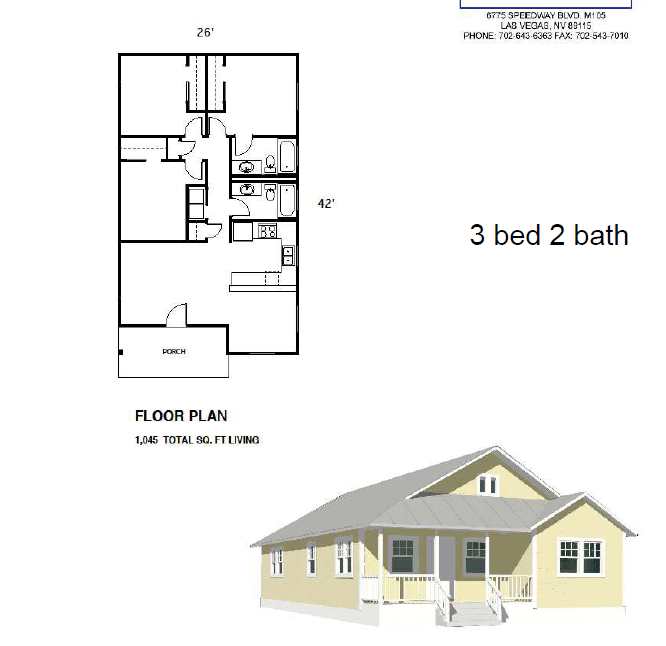 6775 SPEEDWAY BLVD. M105
LAS VEGAS, NV 89115
PHONE: 702-643-6363 FAX: 702-543-7010
26'
42'
3 bed 2 bath
PORCH
FLOOR PLAN
1,045 TOTAL SQ. FT LIVING